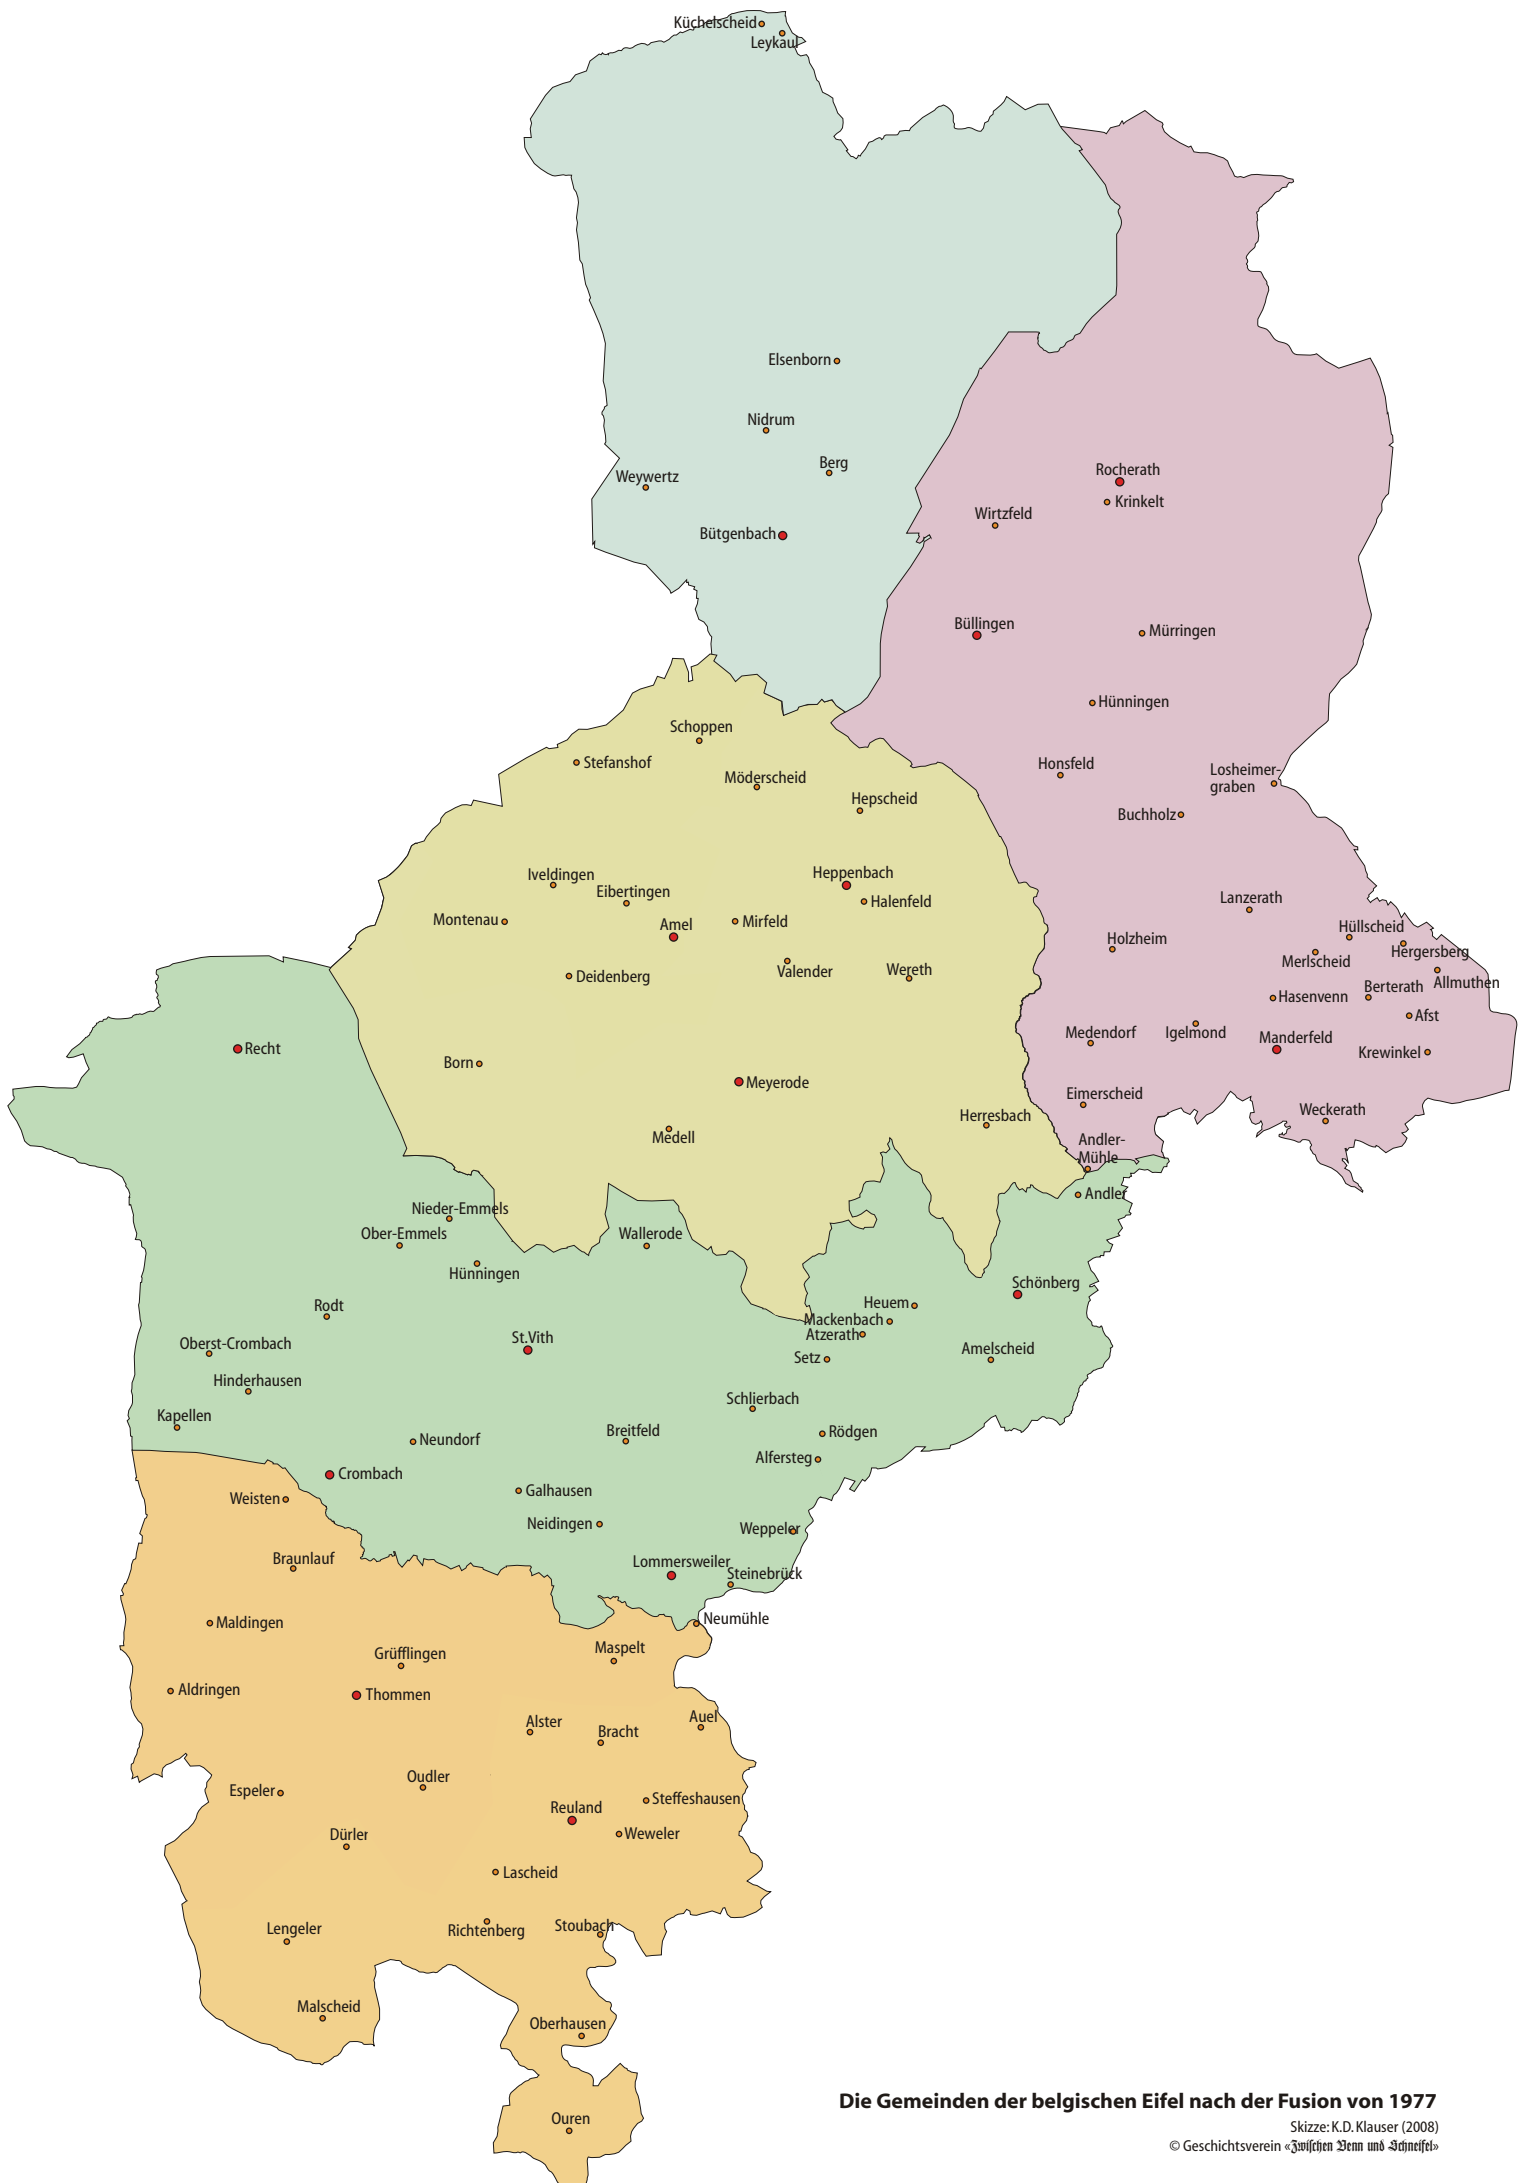 Küchelscheid
Leykaul
Elsenborn
Nidrum
Berg
Weywertz
Bütgenbach
Rocherath
Krinkelt
Wirtzfeld
Büllingen
Mürringen
Hünningen
Honsfeld
Losheimer-
graben
Buchholz
Lanzerath
Holzheim
Hüllscheid
Hergersberg
Merlscheid
Allmuthen
Hasenvenn
Berterath
Afst
Medendorf
Igelmond
Manderfeld
Krewinkel
Eimerscheid
Weckerath
Andler-
Mühle
Schoppen
Stefanshof
Möderscheid
Hepscheid
Iveldingen
Eibertingen
Heppenbach
Halenfeld
Montenau
Amel
Mirfeld
Deidenberg
Valender
Wereth
Born
Meyerode
Medell
Herresbach
Recht
Andler
Nieder-Emmels
Ober-Emmels
Wallerode
Hünningen
Schönberg
Heuem
Rodt
Mackenbach
Atzerath
St.Vith
Oberst-Crombach
Setz
Amelscheid
Hinderhausen
Schlierbach
Kapellen
Neundorf
Breitfeld
Rödgen
Alfersteg
Crombach
Galhausen
Neidingen
Weppeler
Lommersweiler
Steinebrück
Weisten
Braunlauf
Maldingen
Neumühle
Grüfflingen
Maspelt
Aldringen
Thommen
Alster
Bracht
Auel
Espeler
Oudler
Steffeshausen
Reuland
Dürler
Weweler
Lascheid
Lengeler
Richtenberg
Stoubach
Malscheid
Oberhausen
Ouren
Die Gemeinden der belgischen Eifel nach der Fusion von 1977
Skizze: K.D. Klauser (2008)
© Geschichtsverein «Zwischen Venn und Schneifel»